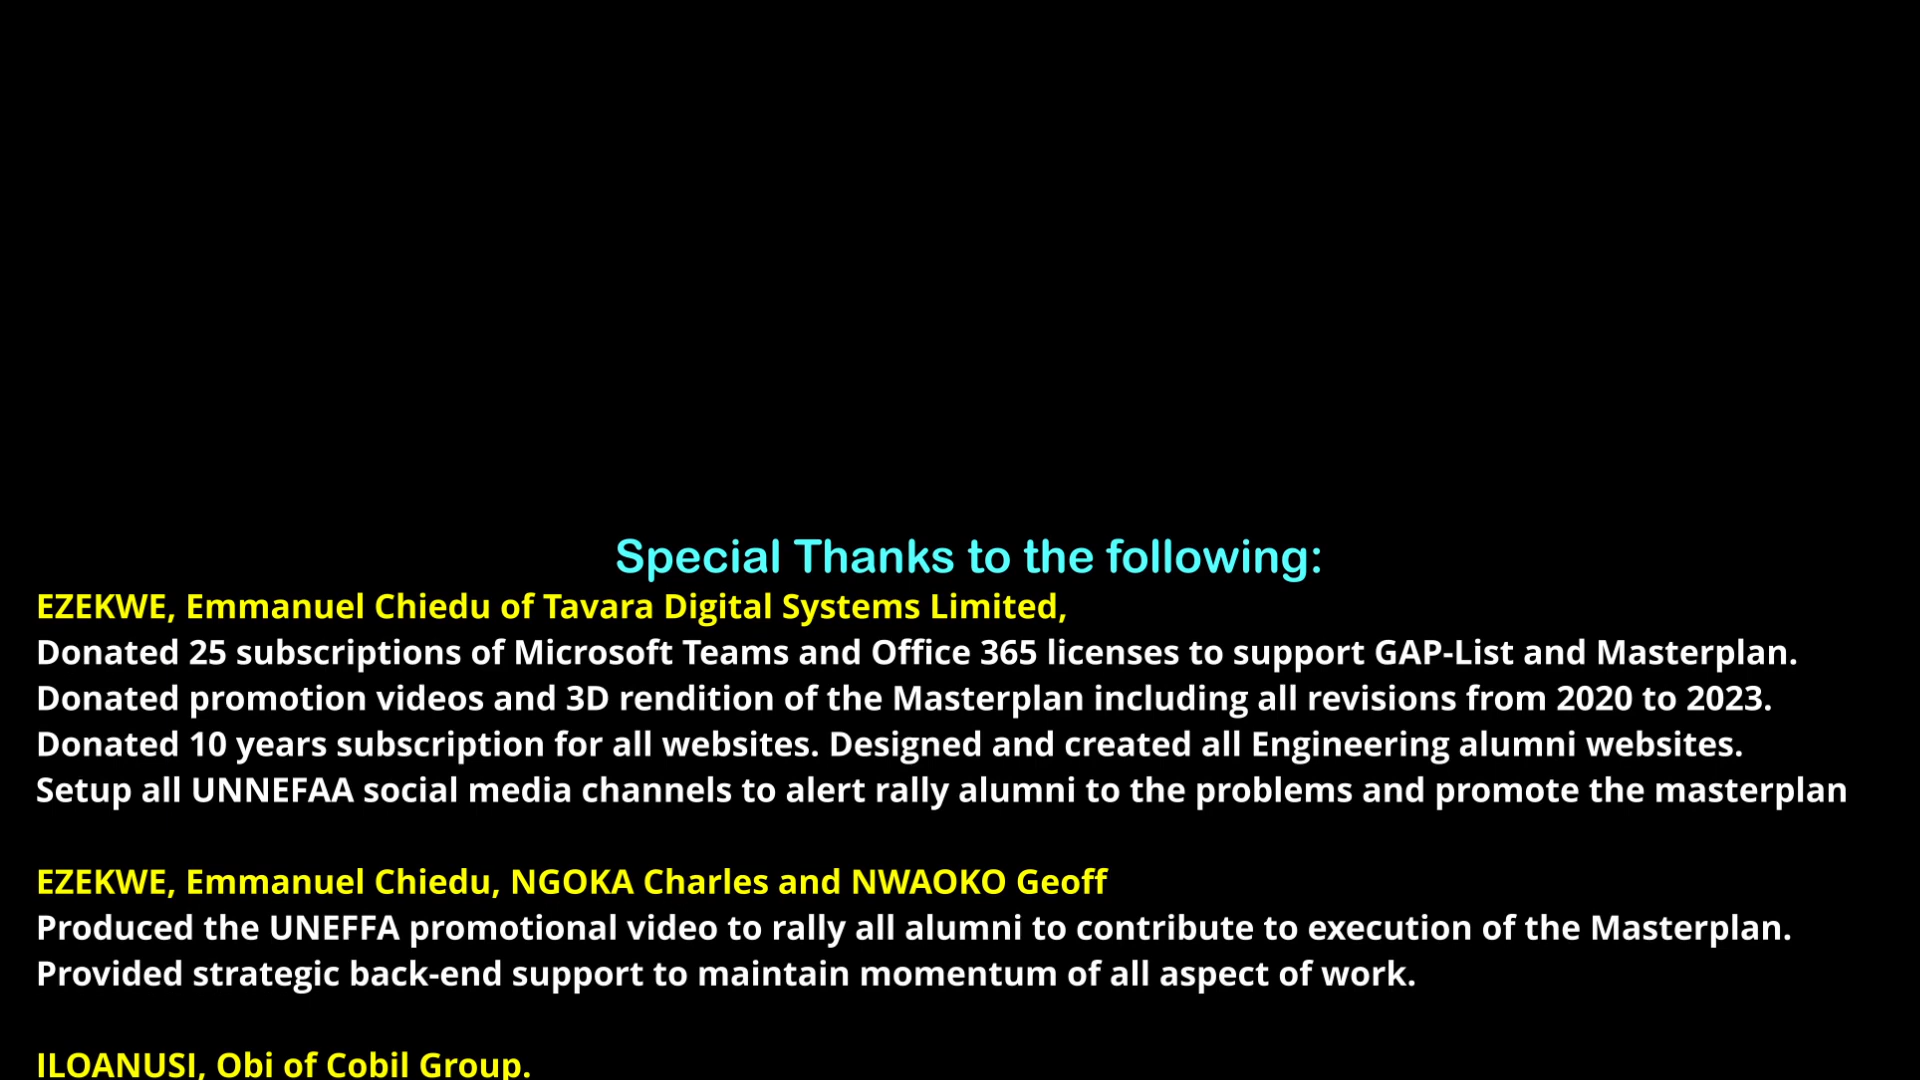 Special Thanks to the following:
EZEKWE, Emmanuel Chiedu of Tavara Digital Systems Limited,
Donated 25 subscriptions of Microsoft Teams and Office 365 licenses to support GAP-List and Masterplan.
Donated promotion videos and 3D rendition of the Masterplan including all revisions from 2020 to 2023.
Donated 10 years subscription for all websites. Designed and created all Engineering alumni websites.
Setup all UNNEFAA social media channels to alert rally alumni to the problems and promote the masterplan
EZEKWE, Emmanuel Chiedu, NGOKA Charles and NWAOKO Geoff
Produced the UNEFFA promotional video to rally all alumni to contribute to execution of the Masterplan.
Provided strategic back-end support to maintain momentum of all aspect of work.
ILOANUSI, Obi of Cobil Group.